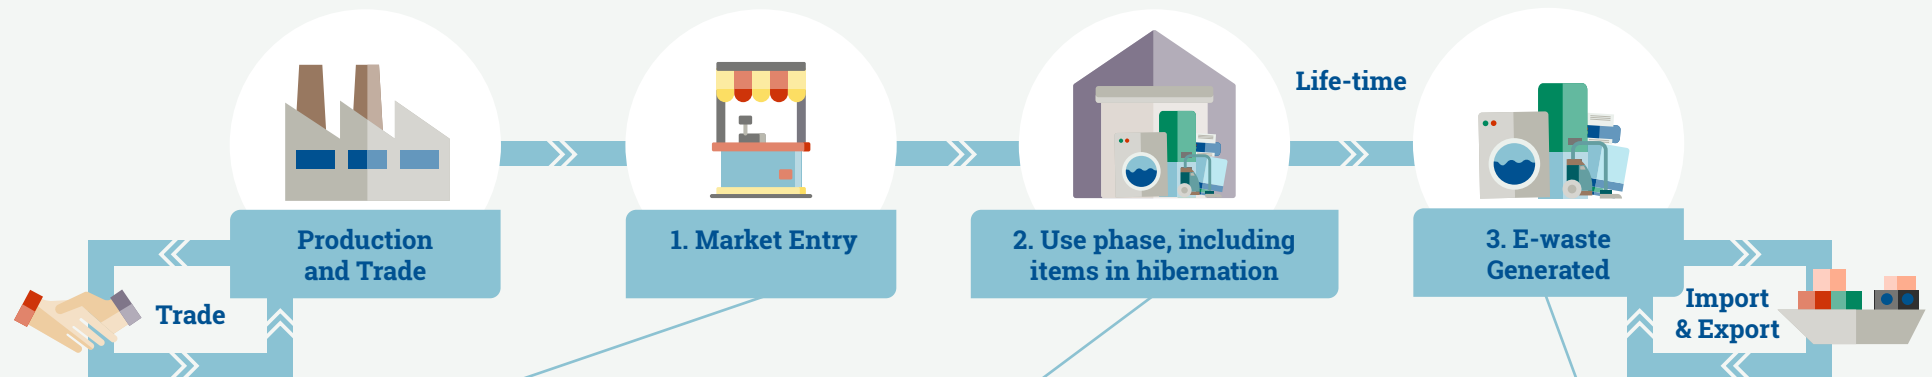 Life-time
Production
and Trade
1. Market Entry
2. Use phase, including
items in hibernation
3. E-waste
Generated
Trade
Import
& Export